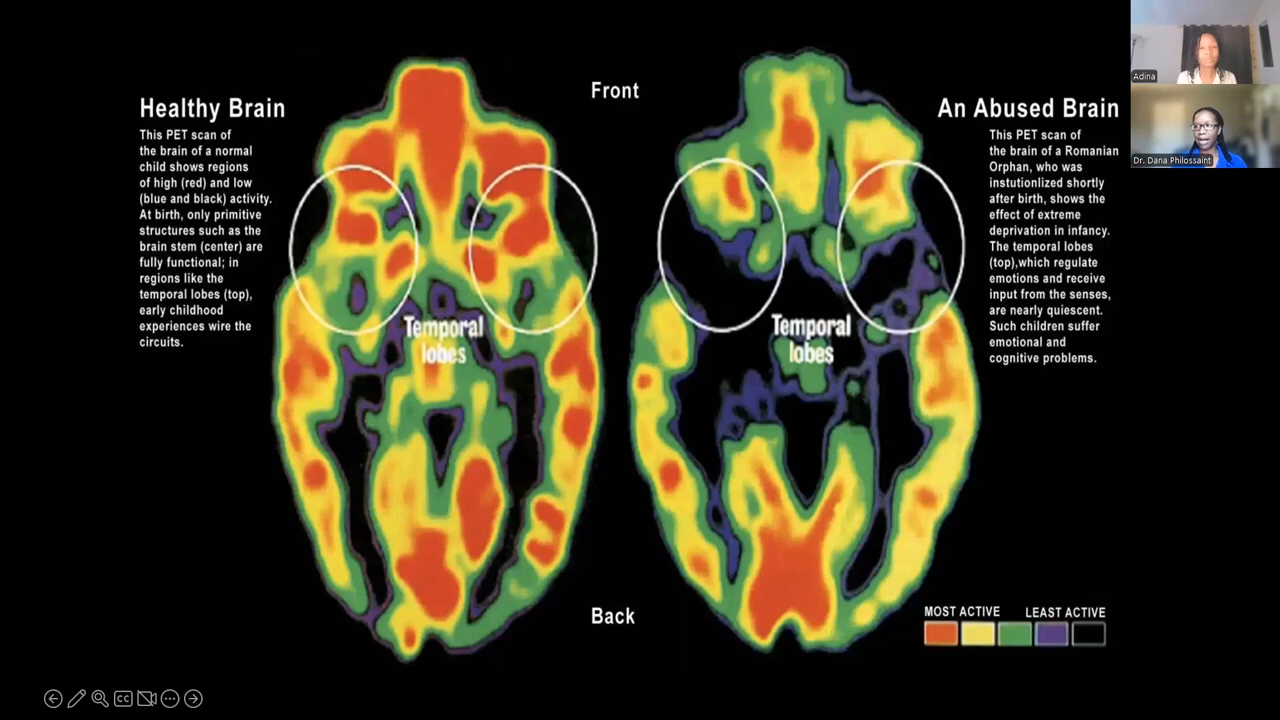 Healthy Brain
This PET scan of
the brain of a normal
child shows regions
of high (red) and low
(blue and black) activity.
At birth, only primitive
structures such as the
brain stem (center) are
fully functional; in
regions like the
temporal lobes (top),
early childhood
experiences wire the
circuits.
Front
An Abused Brain
This PET scan of
the brain of a Romanian
Orphan, who was
instutionlized shortly
after birth, shows the
effect of extreme
deprivation in infancy.
The temporal lobes
(top),which regulate
emotions and receive
input from the senses,
are nearly quiescent.
Such children suffer
emotional and
cognitive problems.
Temporal
lobes
Temporal
lobes
Back
MOST ACTIVE LEAST ACTIVE
Adina
Dr. Dana Philossaint
CC